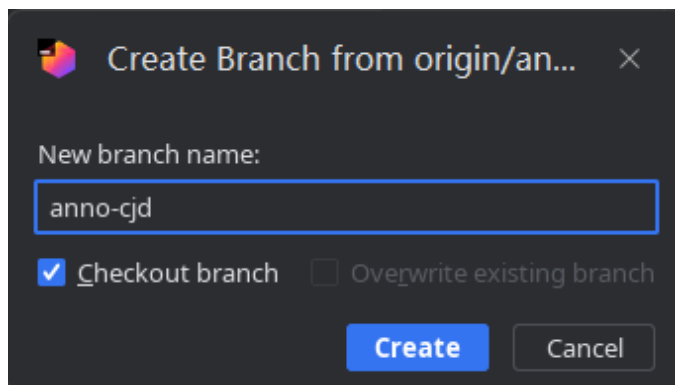 Create Branch from origin/an...
New branch name:
anno-cjd
Checkout branch Overwrite existing branch
Create Cancel